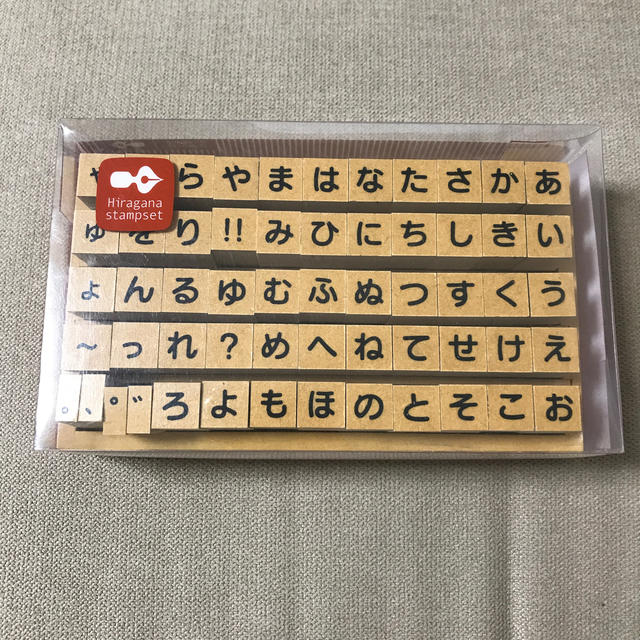 Hiragana
stampset
ゃ ら や ま は な た さ か あ
ゅ を り !! み ひ に ち し き い
ょ ん る ゆ む ふ ぬ つ す く う
～ っ れ ? め へ ね て せ け え
。 、 ゜ ゛ ろ よ も ほ の と そ こ お